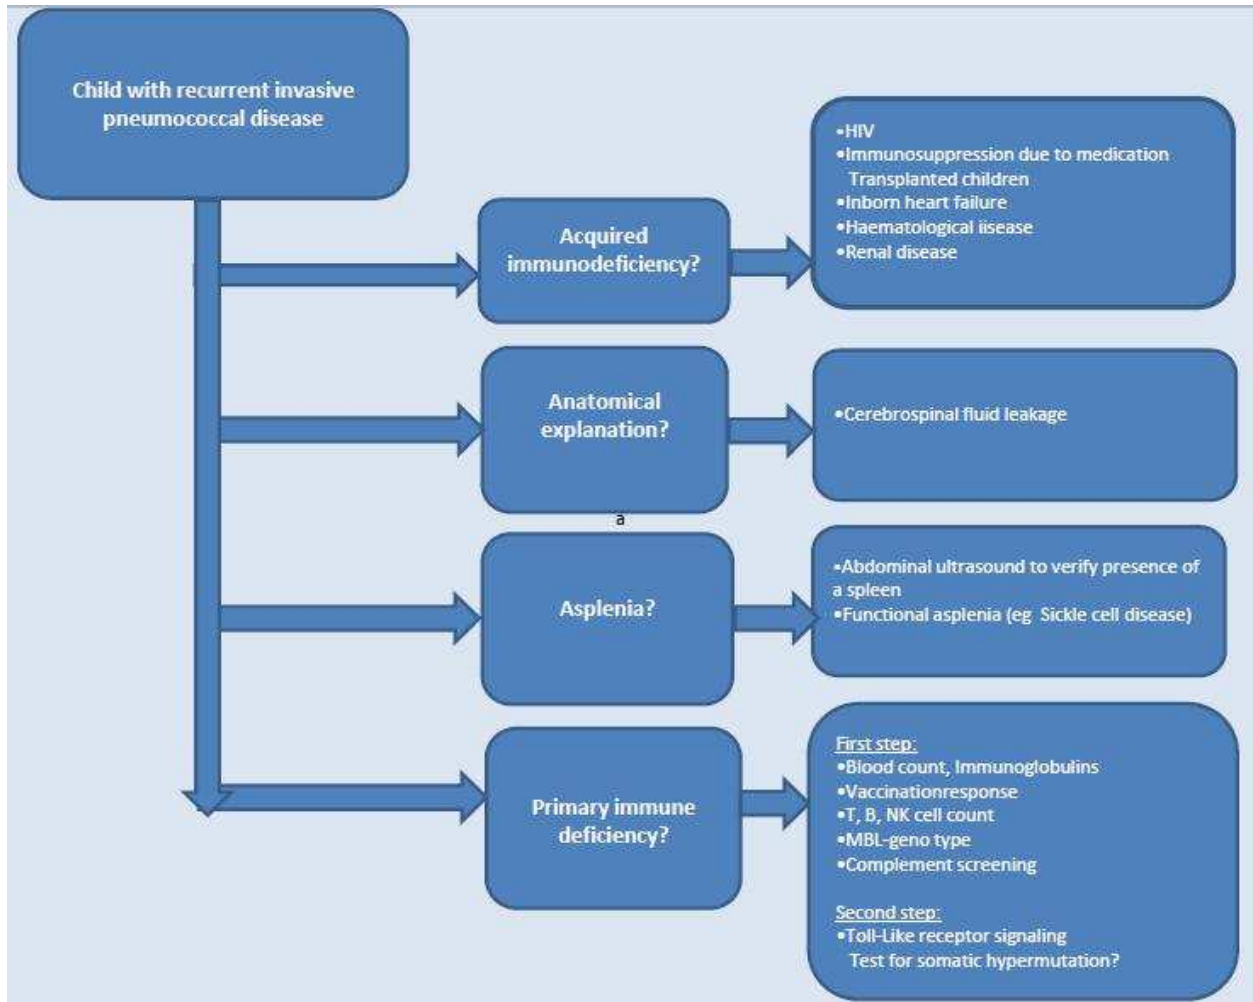 Child with recurrent invasive
pneumococcal disease
Acquired
immunodeficiency?
•HIV
•Immunosuppression due to medication
Transplanted children
•Inborn heart failure
•Haematological iisease
•Renal disease
Anatomical
explanation?
•Cerebrospinal fluid leakage
a
Asplenia?
•Abdominal ultrasound to verify presence of
a spleen
•Functional asplenia (eg Sickle cell disease)
Primary immune
deficiency?
First step:
•Blood count, Immunoglobulins
•Vaccinationresponse
•T, B, NK cell count
•MBL-geno type
•Complement screening
Second step:
•Toll-Like receptor signaling
Test for somatic hypermutation?